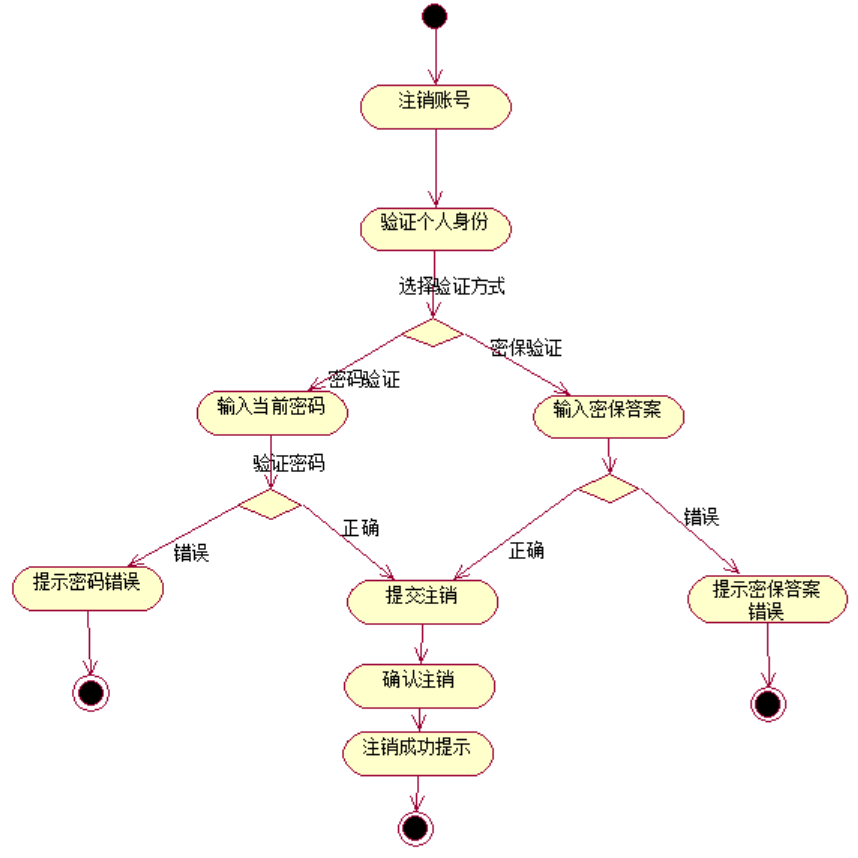 注销账号
验证个人身份
选择验证方式
密保验证
密码验证
输入当前密码
输入密保答案
验证密码
错误
正确
正确
错误
提示密码错误
提交注销
提示密保答案
错误
确认注销
注销成功提示